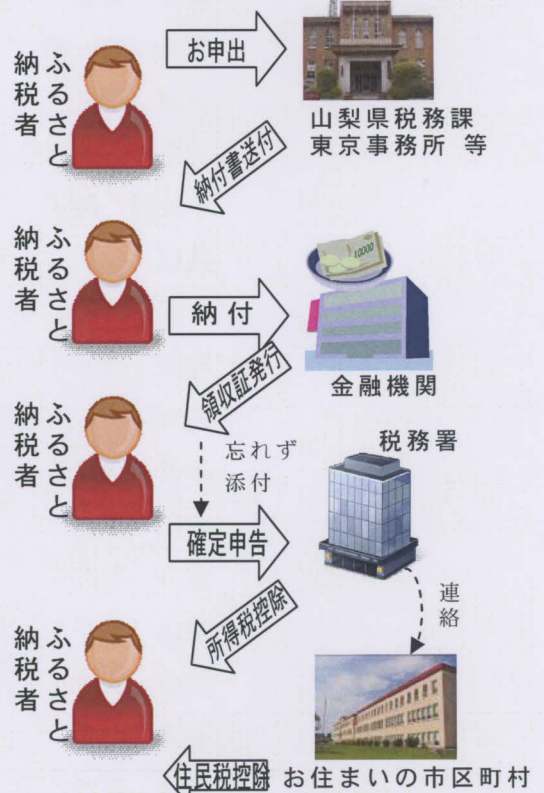 ふるさと
納税者
お申出
山梨県税務課
東京事務所 等
納付書送付
ふるさと
納税者
納付
10000
金融機関
領収証発行
ふるさと
納税者
忘れず
添付
税務署
確定申告
連絡
所得税控除
ふるさと
納税者
住民税控除
お住まいの市区町村